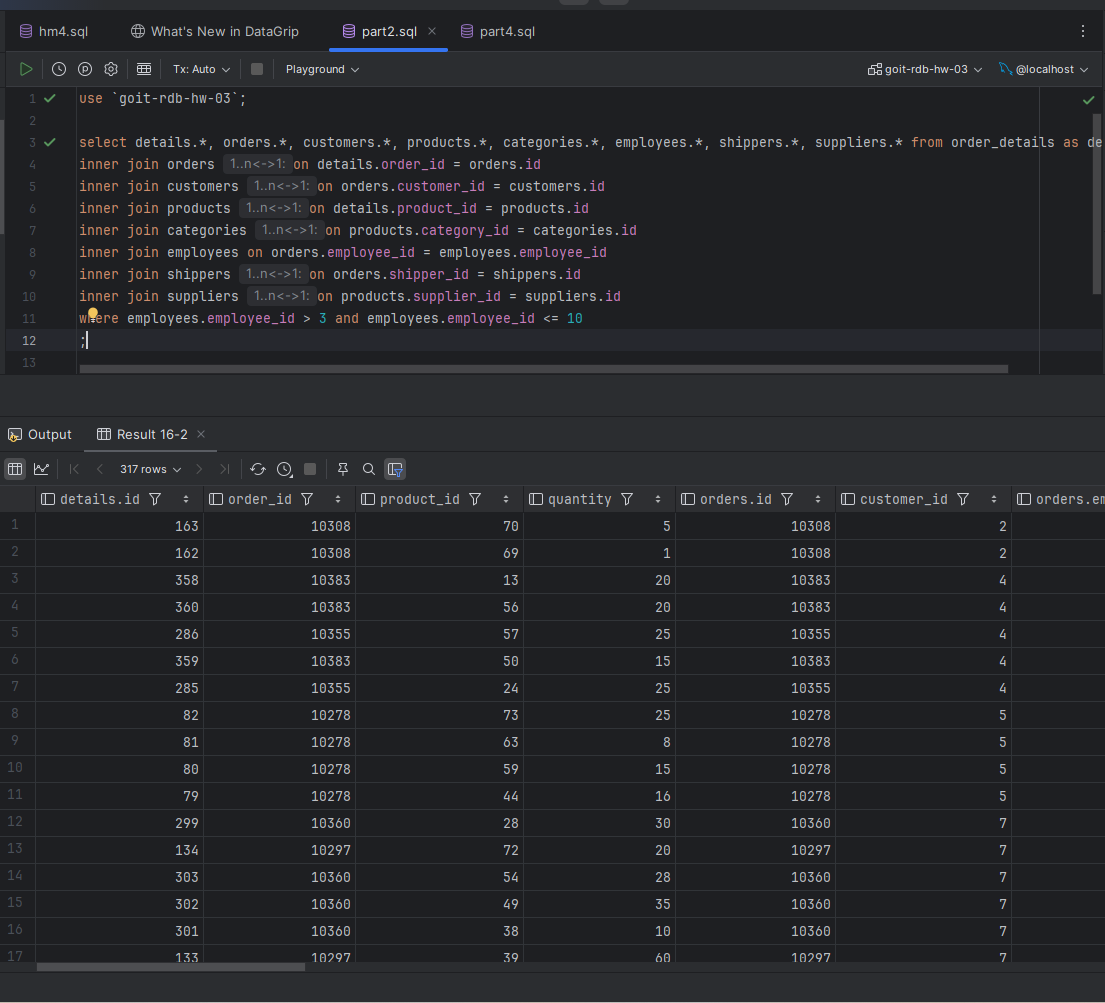 hm4.sql What's New in DataGrip part2.sql part4.sql
Tx: Auto Playground goit-rdb-hw-03 @localhost
1 use `goit-rdb-hw-03`;
2
3 select details.*, orders.*, customers.*, products.*, categories.*, employees.*, shippers.*, suppliers.* from order_details as de
4 inner join orders 1..n<->1: on details.order_id = orders.id
5 inner join customers 1..n<->1: on orders.customer_id = customers.id
6 inner join products 1..n<->1: on details.product_id = products.id
7 inner join categories 1..n<->1: on products.category_id = categories.id
8 inner join employees on orders.employee_id = employees.employee_id
9 inner join shippers 1..n<->1: on orders.shipper_id = shippers.id
10 inner join suppliers 1..n<->1: on products.supplier_id = suppliers.id
11 where employees.employee_id > 3 and employees.employee_id <= 10
12 ;
13
Output Result 16-2
317 rows
details.id order_id product_id quantity orders.id customer_id orders.em
1 163 10308 70 5 10308 2
2 162 10308 69 1 10308 2
3 358 10383 13 20 10383 4
4 360 10383 56 20 10383 4
5 286 10355 57 25 10355 4
6 359 10383 50 15 10383 4
7 285 10355 24 25 10355 4
8 82 10278 73 25 10278 5
9 81 10278 63 8 10278 5
10 80 10278 59 15 10278 5
11 79 10278 44 16 10278 5
12 299 10360 28 30 10360 7
13 134 10297 72 20 10297 7
14 303 10360 54 28 10360 7
15 302 10360 49 35 10360 7
16 301 10360 38 10 10360 7
17 133 10297 39 60 10297 7